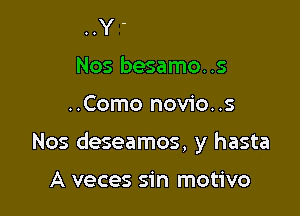 ..Y -
Nos besamo..s
..Como novio..s
Nos deseamos, y hasta
A veces sin motivo